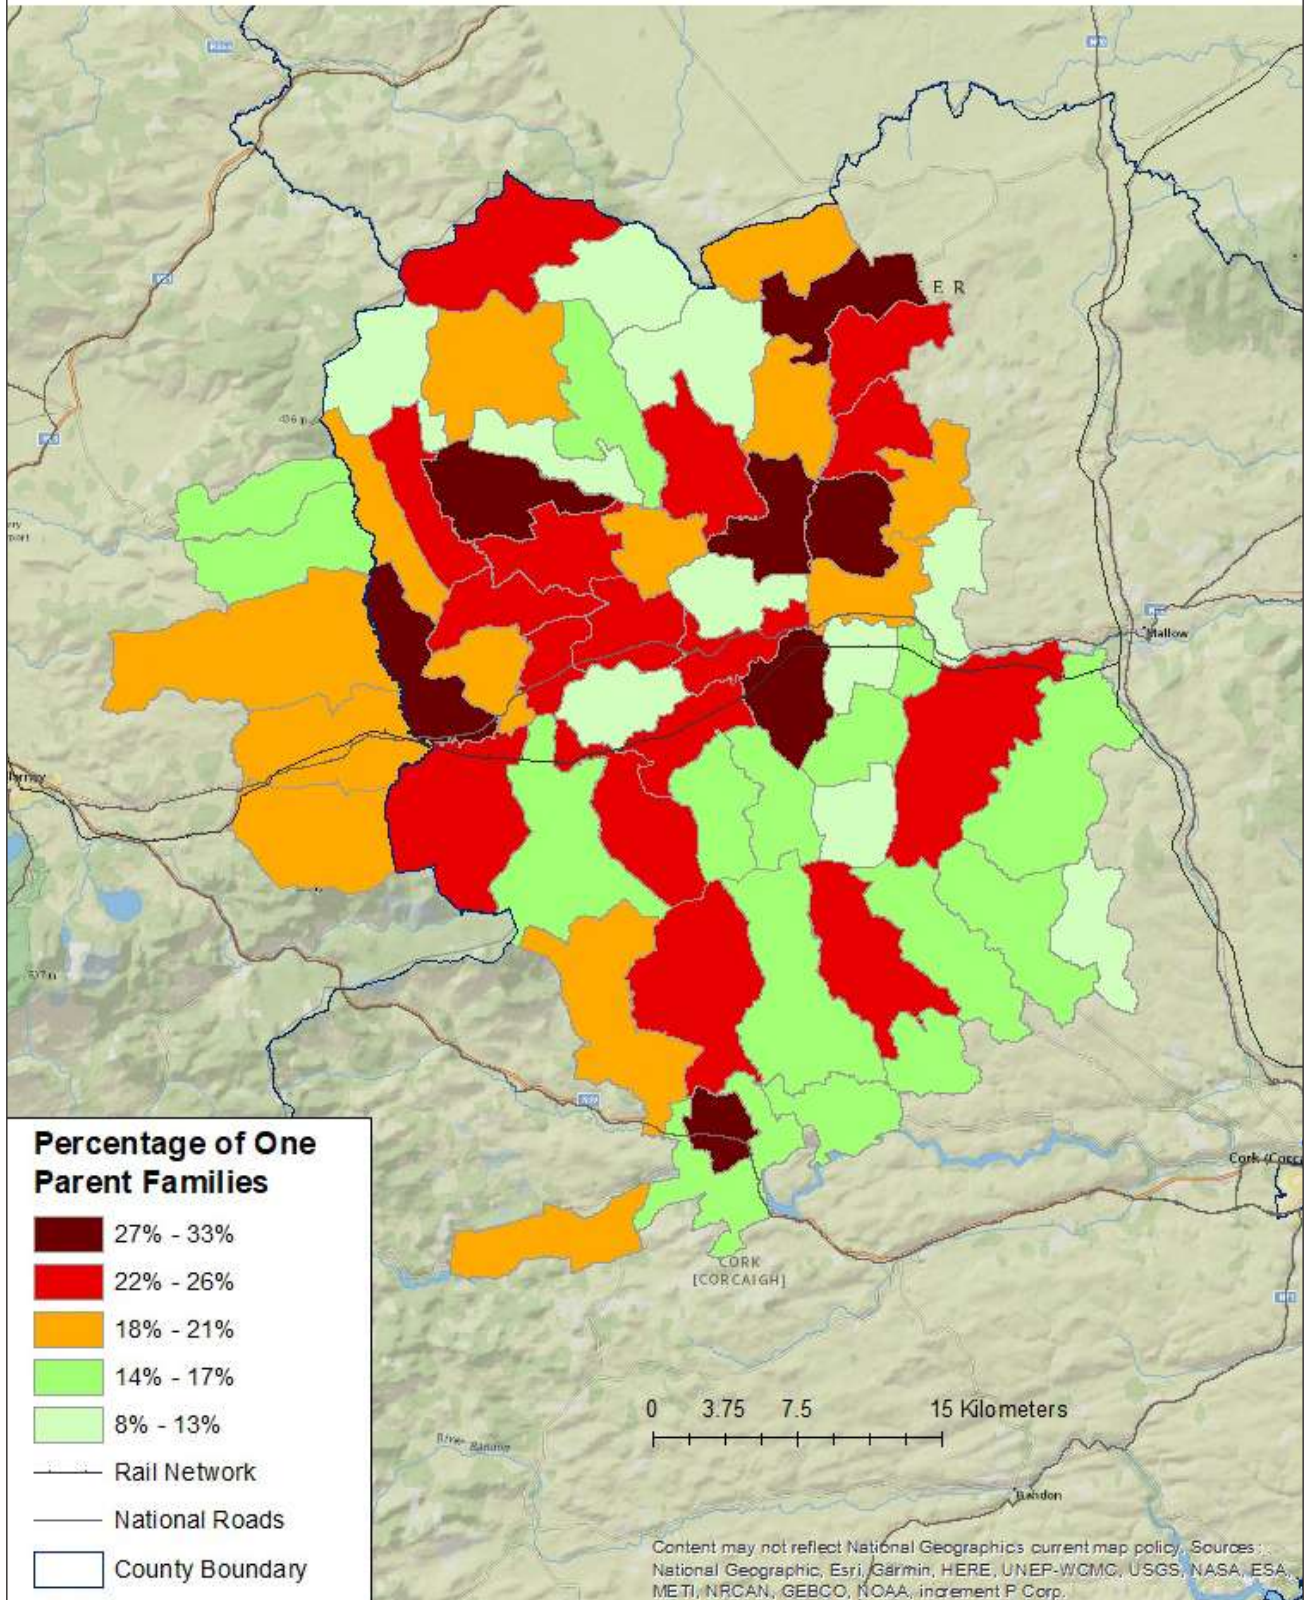 E R
Mallow
CORK
[CORCAIGH]
Percentage of One
Parent Families
27% - 33%
22% - 26%
18% - 21%
14% - 17%
8% - 13%
Rail Network
National Roads
County Boundary
0 3.75 7.5 15 Kilometers
River Bandon
Bandon
Content may not reflect National Geographic's current map policy. Sources:
National Geographic, Esri, Garmin, HERE, UNEP-WCMC, USGS, NASA, ESA,
METI, NRCAN, GEBCO, NOAA, increment P Corp.